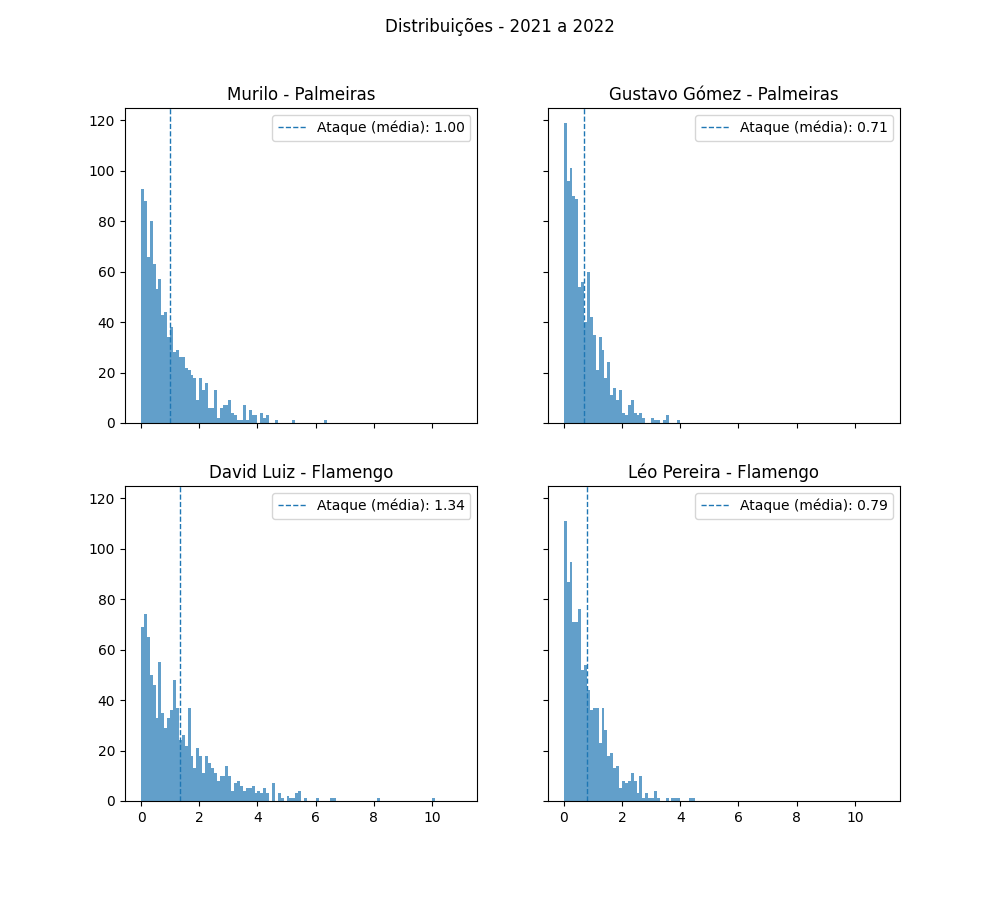 Distribuições - 2021 a 2022
Murilo - Palmeiras
Ataque (média): 1.00
120
100
80
60
40
20
0
Gustavo Gómez - Palmeiras
Ataque (média): 0.71
David Luiz - Flamengo
Ataque (média): 1.34
120
100
80
60
40
20
0
0 2 4 6 8 10
Léo Pereira - Flamengo
Ataque (média): 0.79
0 2 4 6 8 10